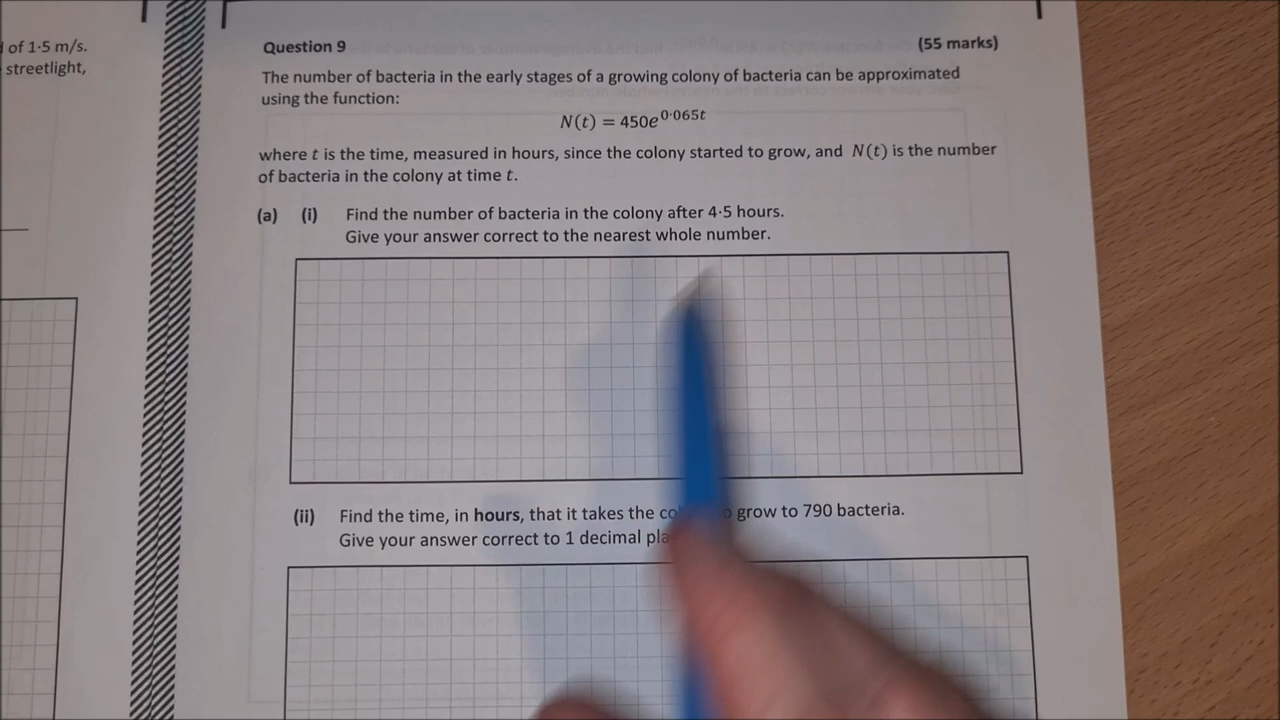 of 1·5 m/s.
streetlight,
Question 9 (55 marks)
The number of bacteria in the early stages of a growing colony of bacteria can be approximated
using the function:
N(t) = 450e^0·065t
where t is the time, measured in hours, since the colony started to grow, and N(t) is the number
of bacteria in the colony at time t.
(a) (i) Find the number of bacteria in the colony after 4·5 hours.
Give your answer correct to the nearest whole number.
(ii) Find the time, in hours, that it takes the grow to 790 bacteria.
Give your answer correct to 1 decimal